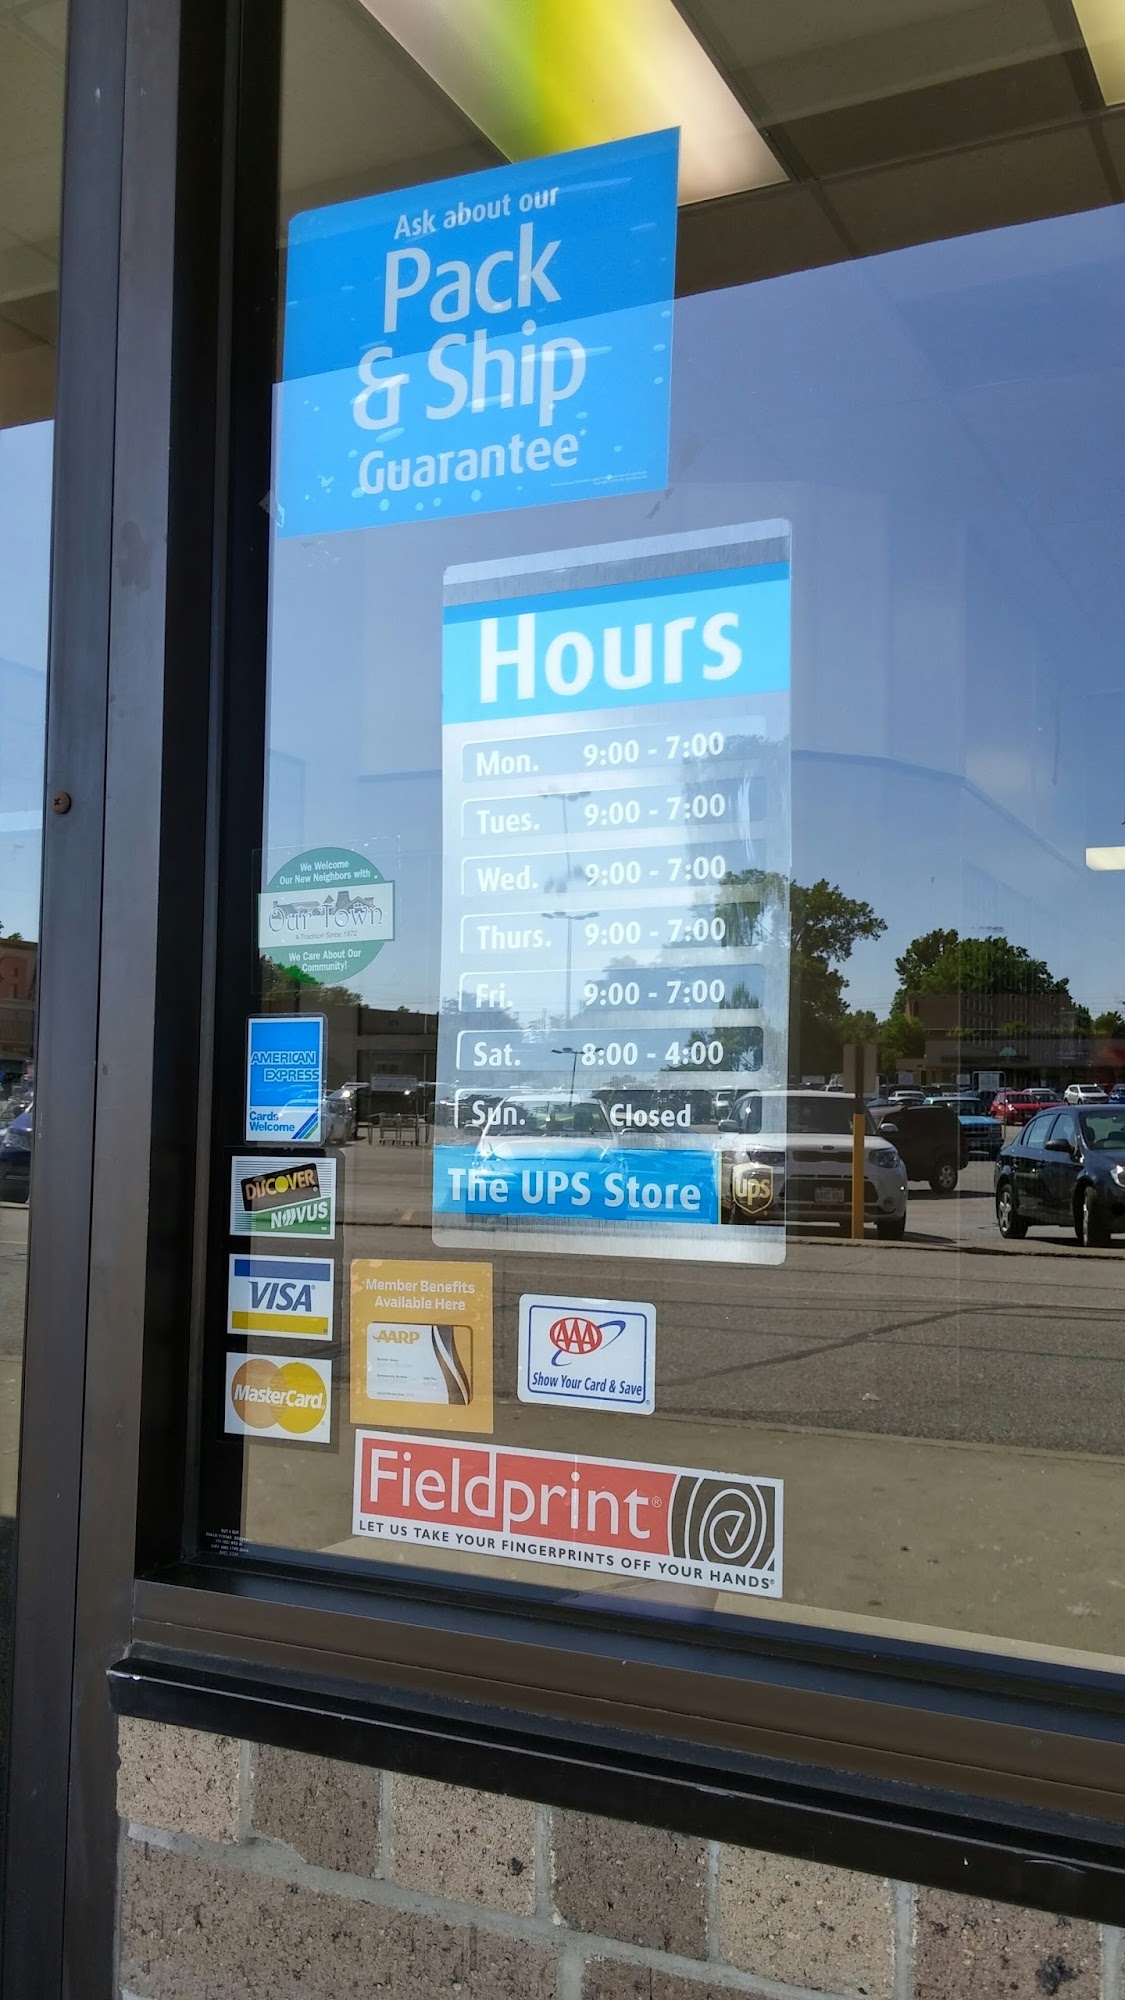 Ask about our
Pack
& Ship
Guarantee*
Hours
Mon. 9:00 - 7:00
Tues. 9:00 - 7:00
Wed. 9:00 - 7:00
Thurs. 9:00 - 7:00
Fri. 9:00 - 7:00
Sat. 8:00 - 4:00
Sun. Closed
The UPS Store
ups
We Welcome
Our New Neighbors with
Our Town
A Tradition Since 1972
We Care About Our
Community!
AMERICAN
EXPRESS
Cards
Welcome
DISCOVER
NOVUS
VISA
MasterCard
Member Benefits
Available Here
AARP
AAA
Show Your Card & Save
Fieldprint®
LET US TAKE YOUR FINGERPRINTS OFF YOUR HANDS®